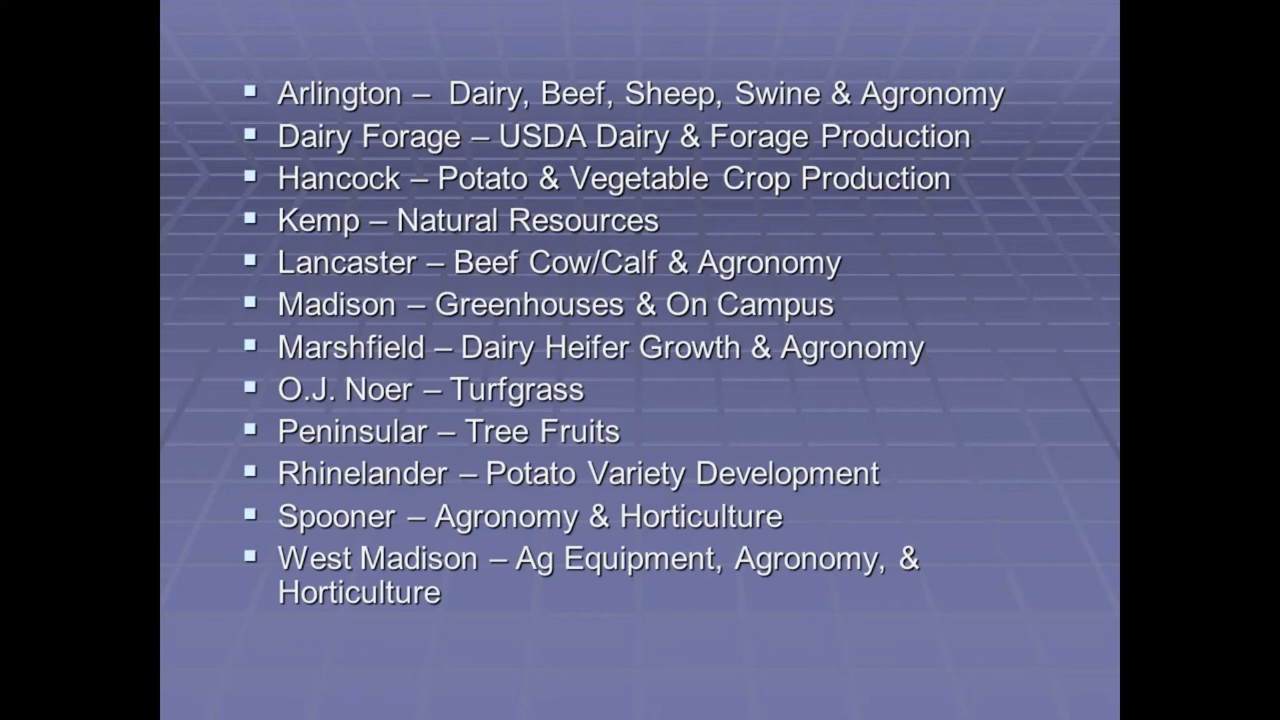 ▪ Arlington – Dairy, Beef, Sheep, Swine & Agronomy
▪ Dairy Forage – USDA Dairy & Forage Production
▪ Hancock – Potato & Vegetable Crop Production
▪ Kemp – Natural Resources
▪ Lancaster – Beef Cow/Calf & Agronomy
▪ Madison – Greenhouses & On Campus
▪ Marshfield – Dairy Heifer Growth & Agronomy
▪ O.J. Noer – Turfgrass
▪ Peninsular – Tree Fruits
▪ Rhinelander – Potato Variety Development
▪ Spooner – Agronomy & Horticulture
▪ West Madison – Ag Equipment, Agronomy, &
Horticulture